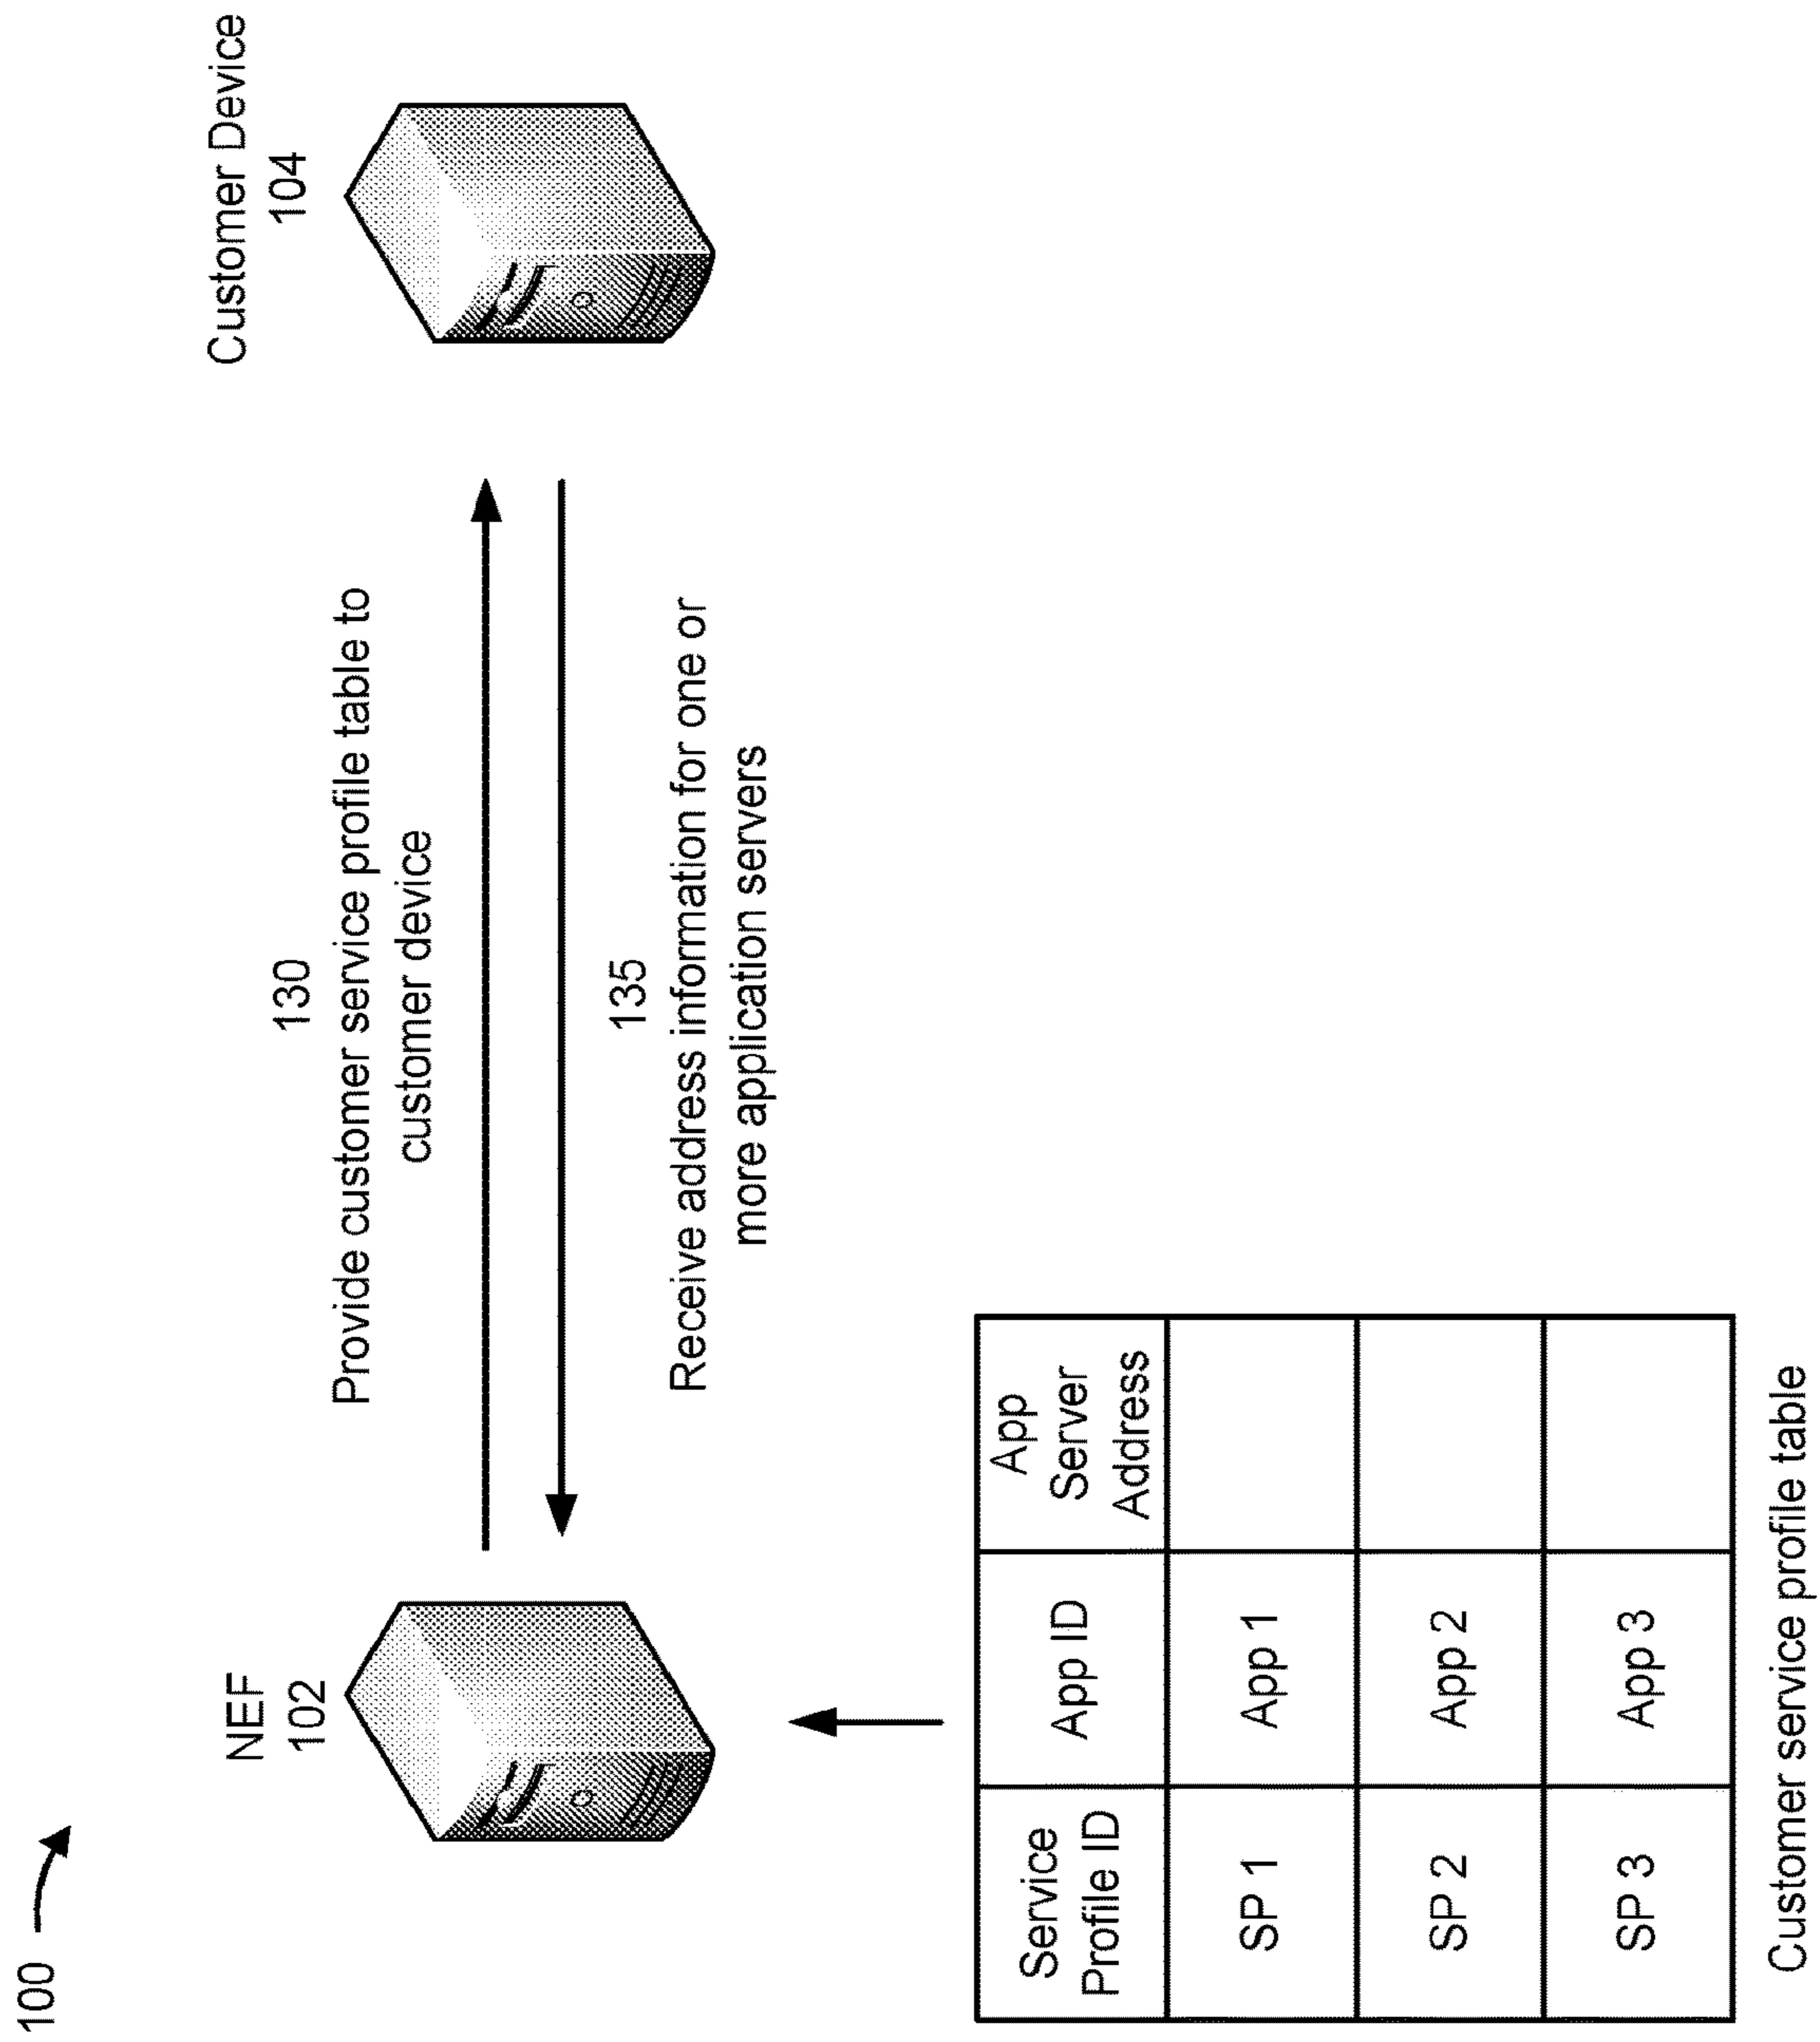 100
NEF
102
Customer Device
104
130
Provide customer service profile table to
customer device
135
Receive address information for one or
more application servers
Service
Profile ID
App ID
App
Server
Address
SP 1
App 1
SP 2
App 2
SP 3
App 3
Customer service profile table